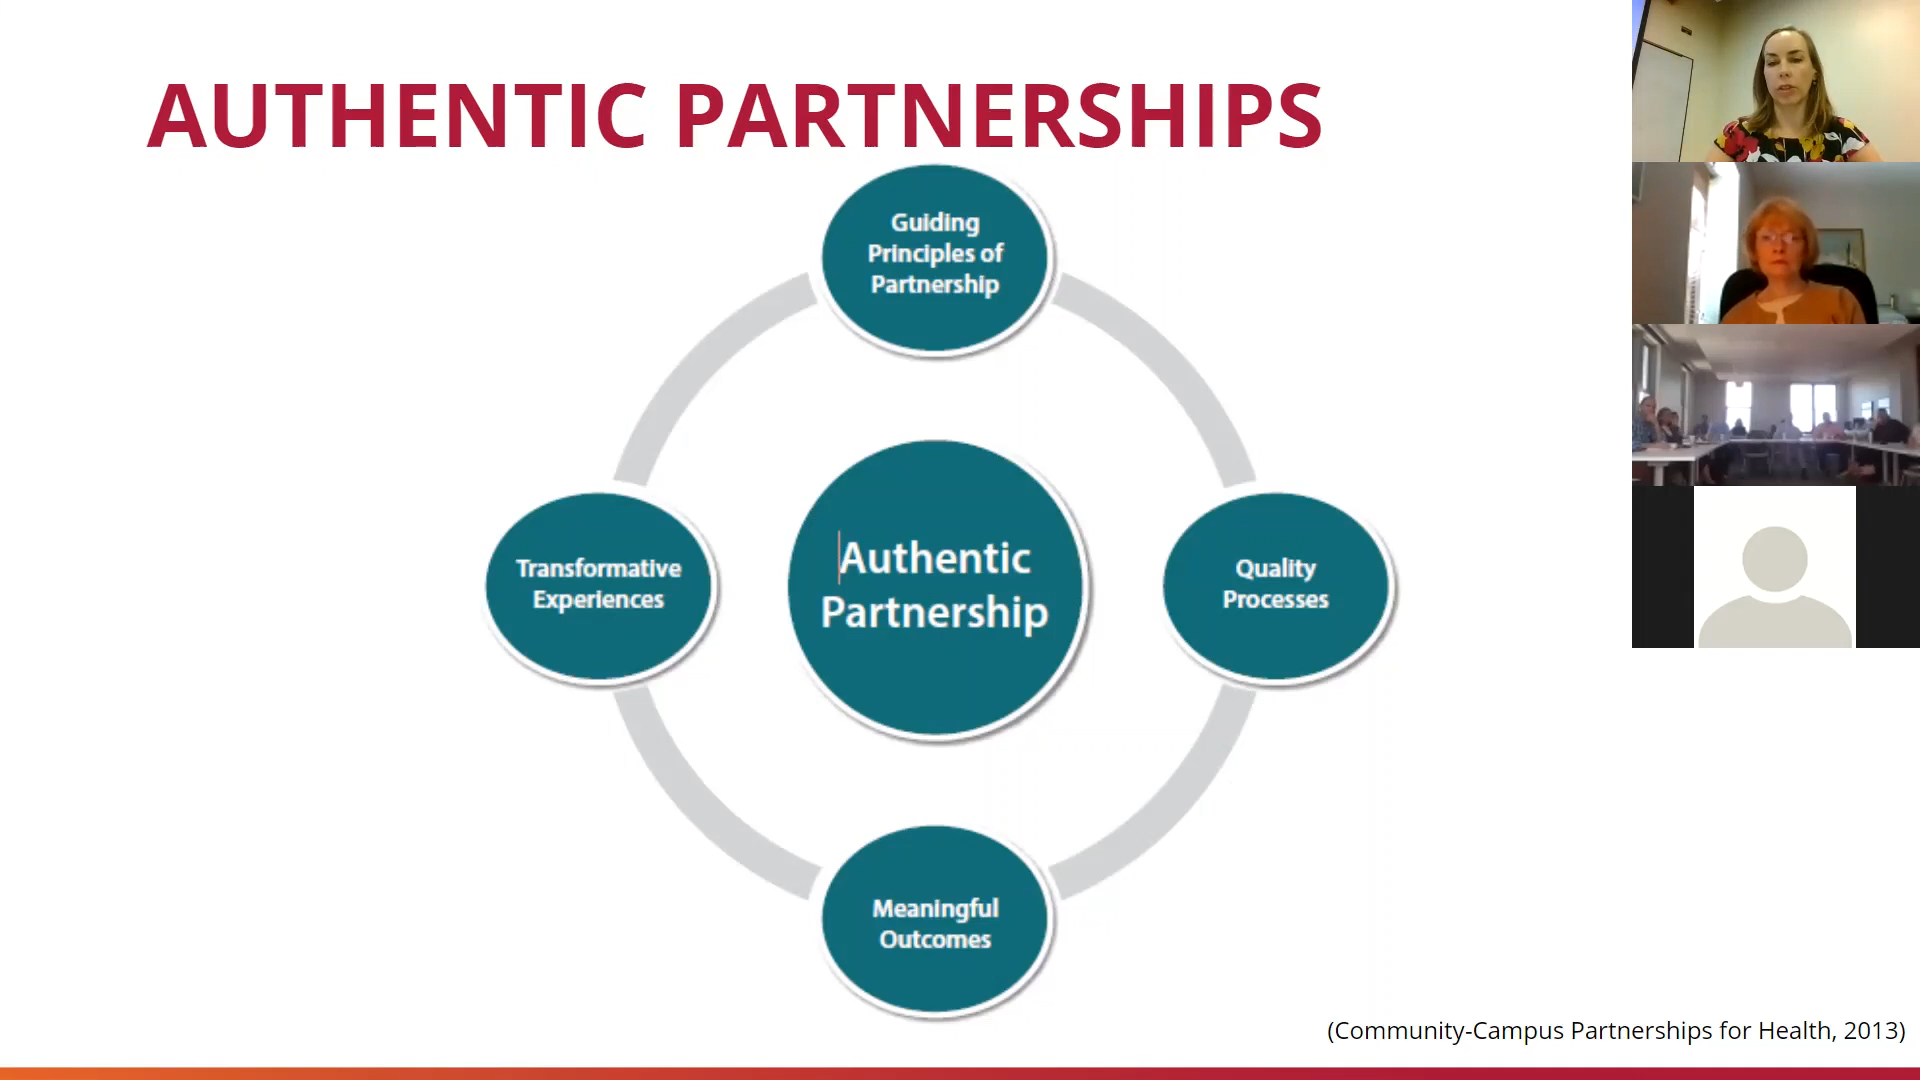 AUTHENTIC PARTNERSHIPS
Guiding
Principles of
Partnership
Transformative
Experiences
Authentic
Partnership
Quality
Processes
Meaningful
Outcomes
(Community-Campus Partnerships for Health, 2013)